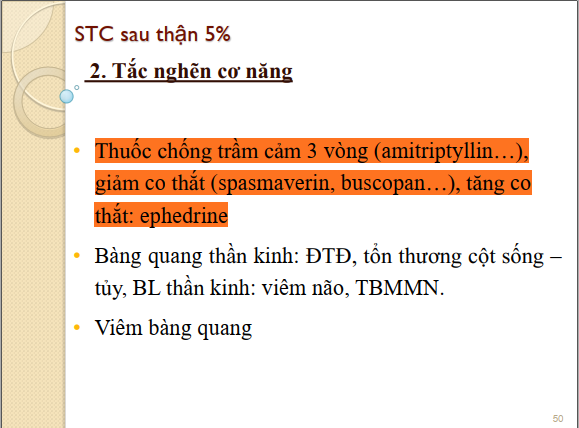 STC sau thận 5%
2. Tắc nghẽn cơ năng
• Thuốc chống trầm cảm 3 vòng (amitriptyllin…),
giảm co thắt (spasmaverin, buscopan…), tăng co
thắt: ephedrine
• Bàng quang thần kinh: ĐTĐ, tổn thương cột sống –
tủy, BL thần kinh: viêm não, TBMMN.
• Viêm bàng quang
50